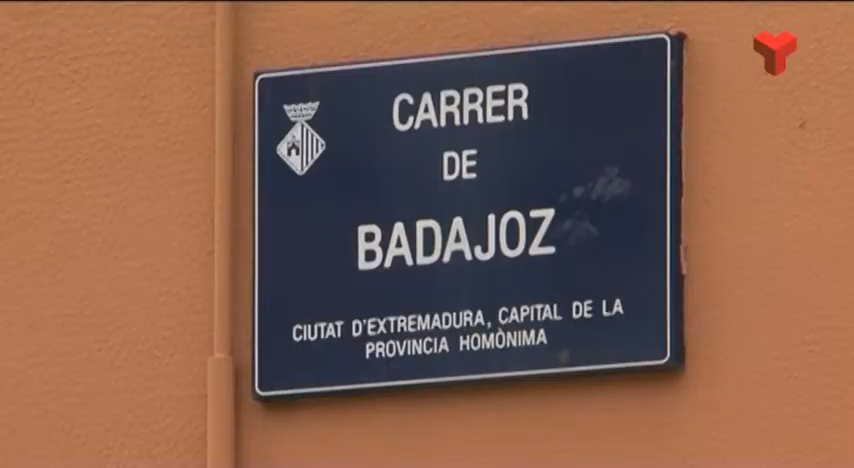 CARRER
DE
BADAJOZ
CIUTAT D'EXTREMADURA, CAPITAL DE LA
PROVINCIA HOMÒNIMA